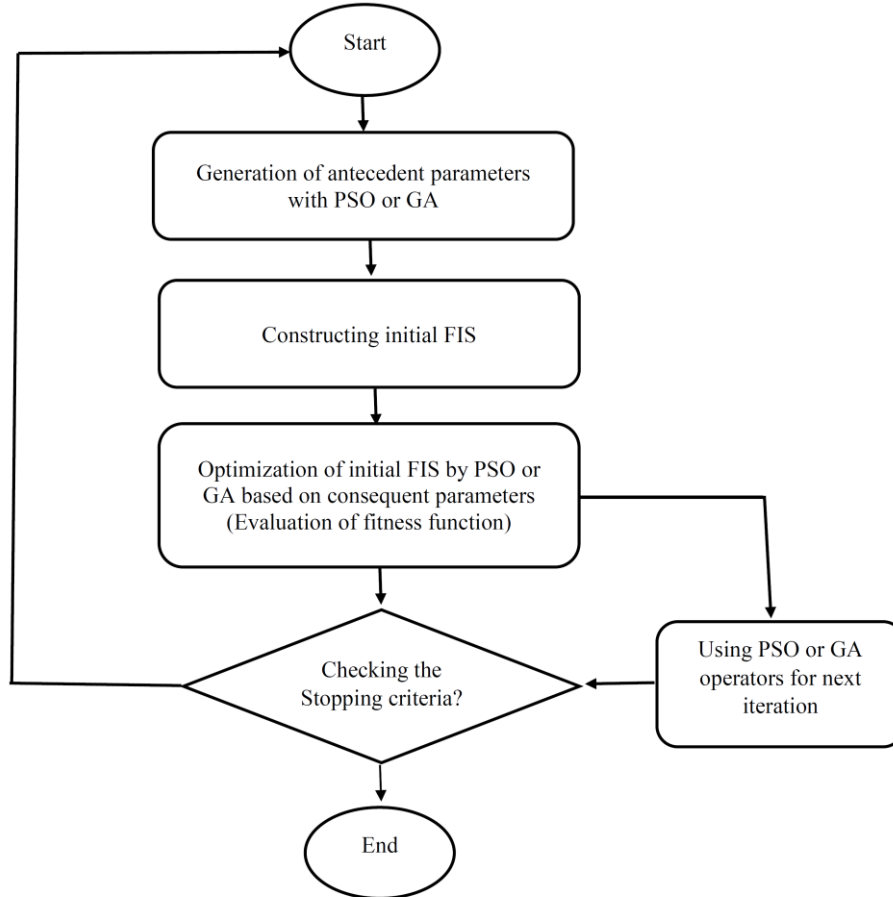 Start
Generation of antecedent parameters
with PSO or GA
Constructing initial FIS
Optimization of initial FIS by PSO or
GA based on consequent parameters
(Evaluation of fitness function)
Checking the
Stopping criteria?
Using PSO or GA
operators for next
iteration
End